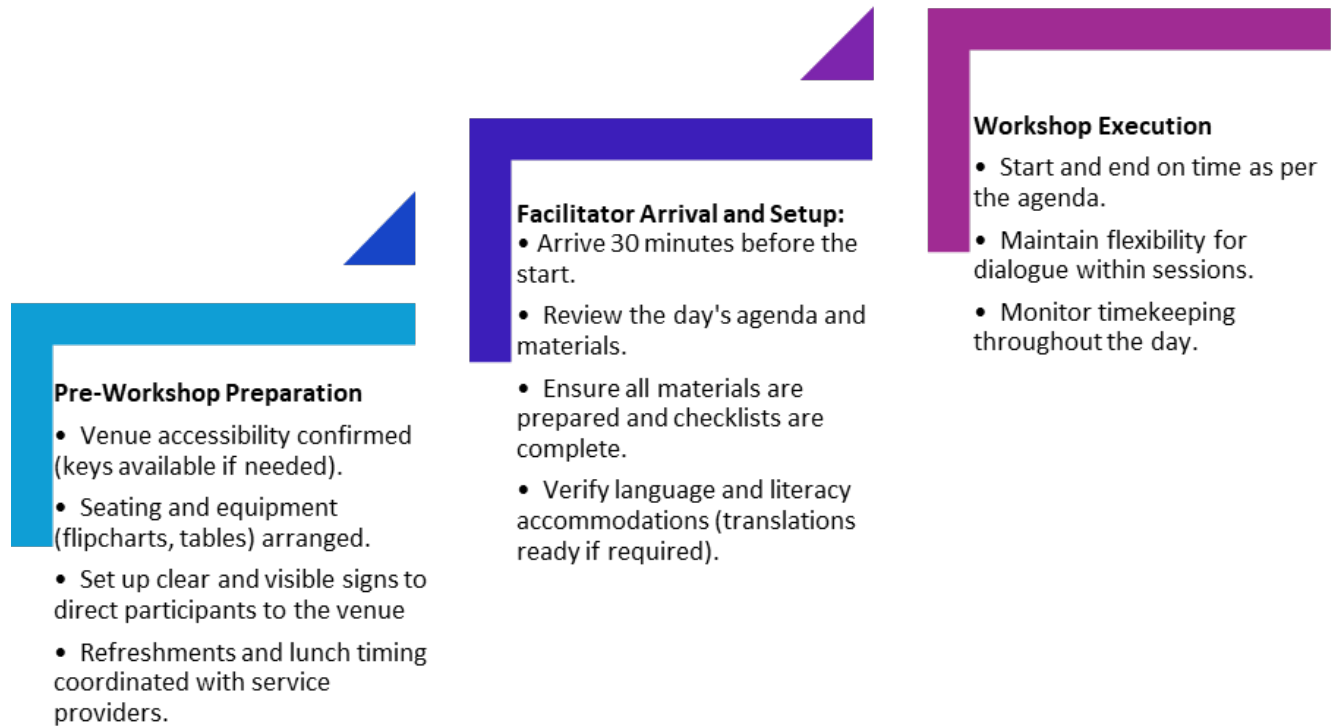 Pre-Workshop Preparation
• Venue accessibility confirmed
(keys available if needed).
• Seating and equipment
(flipcharts, tables) arranged.
• Set up clear and visible signs to
direct participants to the venue
• Refreshments and lunch timing
coordinated with service
providers.
Facilitator Arrival and Setup:
• Arrive 30 minutes before the
start.
• Review the day's agenda and
materials.
• Ensure all materials are
prepared and checklists are
complete.
• Verify language and literacy
accommodations (translations
ready if required).
Workshop Execution
• Start and end on time as per
the agenda.
• Maintain flexibility for
dialogue within sessions.
• Monitor timekeeping
throughout the day.